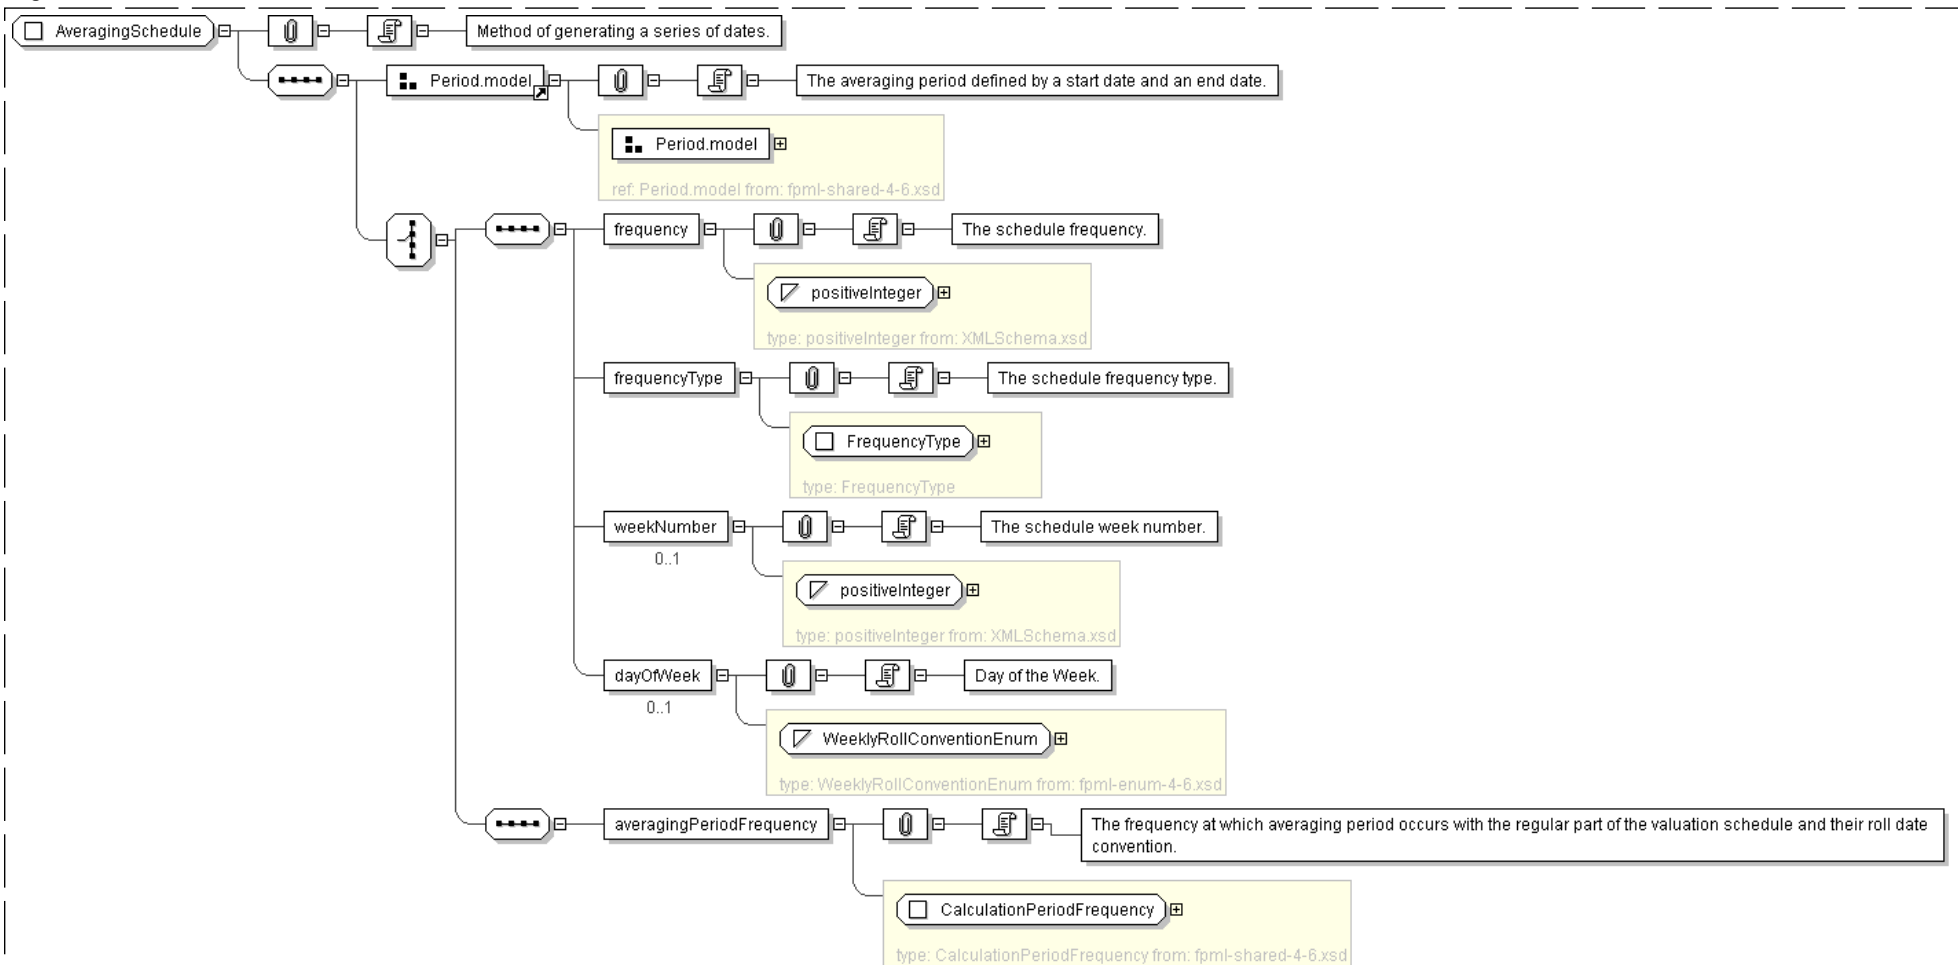 AveragingSchedule
Method of generating a series of dates.
Period.model
The averaging period defined by a start date and an end date.
Period.model
ref: Period.model from: fpml-shared-4-6.xsd
frequency
The schedule frequency.
positiveInteger
type: positiveInteger from: XMLSchema.xsd
frequencyType
The schedule frequency type.
FrequencyType
type: FrequencyType
weekNumber
The schedule week number.
0..1
positiveInteger
type: positiveInteger from: XMLSchema.xsd
dayOfWeek
Day of the Week.
0..1
WeeklyRollConventionEnum
type: WeeklyRollConventionEnum from: fpml-enum-4-6.xsd
averagingPeriodFrequency
The frequency at which averaging period occurs with the regular part of the valuation schedule and their roll date
convention.
CalculationPeriodFrequency
type: CalculationPeriodFrequency from: fpml-shared-4-6.xsd